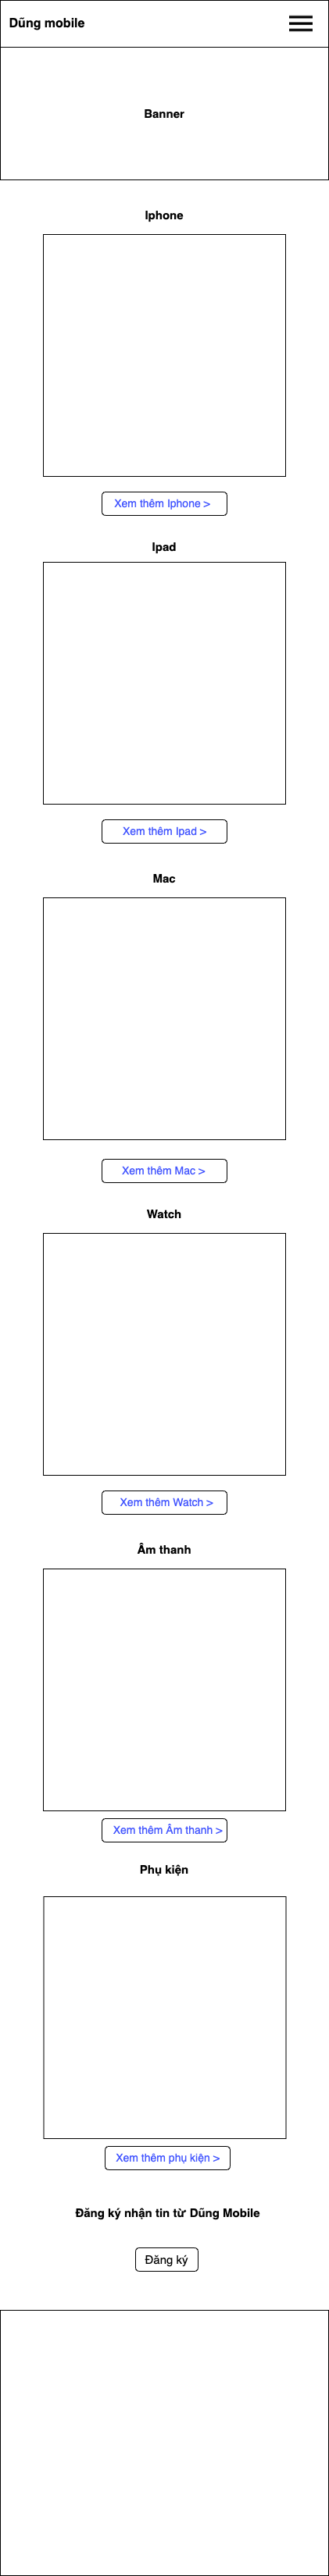 Dũng mobile
Banner
Iphone
Xem thêm Iphone >
Ipad
Xem thêm Ipad >
Mac
Xem thêm Mac >
Watch
Xem thêm Watch >
Âm thanh
Xem thêm Âm thanh >
Phụ kiện
Xem thêm phụ kiện >
Đăng ký nhận tin từ Dũng Mobile
Đăng ký